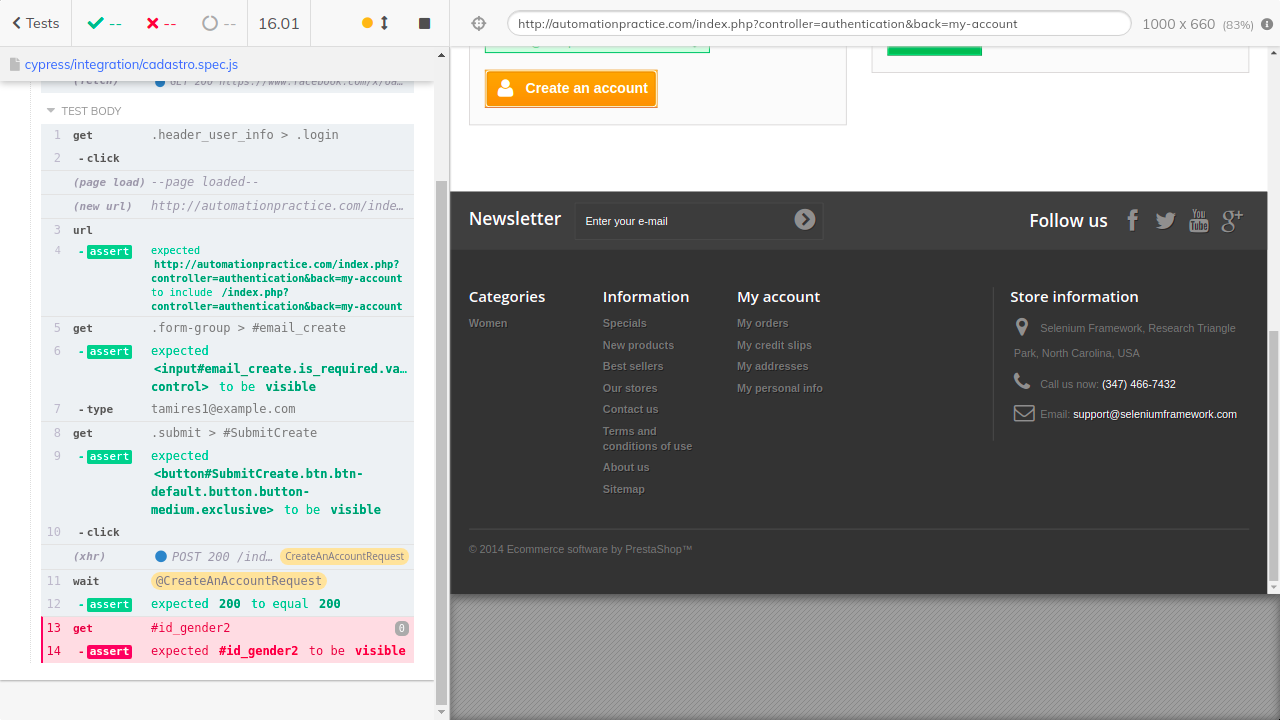 Tests
--
--
--
16.01
http://automationpractice.com/index.php?controller=authentication&back=my-account
1000 x 660 (83%)
cypress/integration/cadastro.spec.js
(fetch) GET 200 https://www.facebook.com/x/oa…
TEST BODY
1 get .header_user_info > .login
2 - click
(page load) --page loaded--
(new url) http://automationpractice.com/inde…
3 url
4 - assert expected
http://automationpractice.com/index.php?
controller=authentication&back=my-account
to include /index.php?
controller=authentication&back=my-account
5 get .form-group > #email_create
6 - assert expected
<input#email_create.is_required.va…
control> to be visible
7 - type tamires1@example.com
8 get .submit > #SubmitCreate
9 - assert expected
<button#SubmitCreate.btn.btn-
default.button.button-
medium.exclusive> to be visible
10 - click
(xhr) POST 200 /ind… CreateAnAccountRequest
11 wait @CreateAnAccountRequest
12 - assert expected 200 to equal 200
13 get #id_gender2 0
14 - assert expected #id_gender2 to be visible
Create an account
Newsletter
Enter your e-mail
Follow us
You
Tube
Categories
Women
Information
Specials
New products
Best sellers
Our stores
Contact us
Terms and
conditions of use
About us
Sitemap
My account
My orders
My credit slips
My addresses
My personal info
Store information
Selenium Framework, Research Triangle
Park, North Carolina, USA
Call us now: (347) 466-7432
Email: support@seleniumframework.com
© 2014 Ecommerce software by PrestaShop™